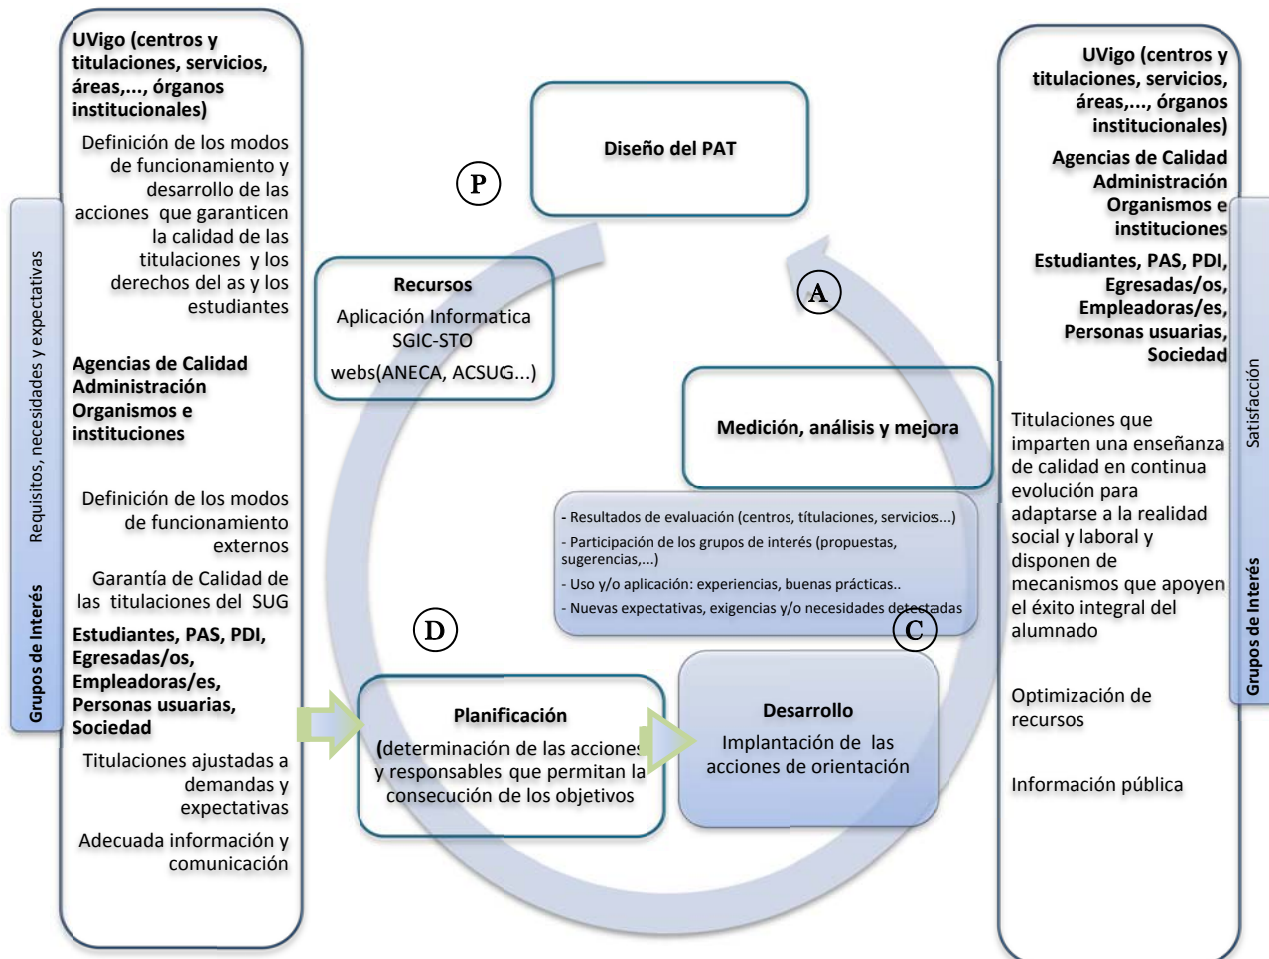 UVigo (centros y
titulaciones, servicios,
áreas,..., órganos
institucionales)
Definición de los modos
de funcionamiento y
desarrollo de las
acciones que garanticen
la calidad de las
titulaciones y los
derechos del as y los
estudiantes
Agencias de Calidad
Administración
Organismos e
instituciones
Definición de los modos
de funcionamiento
externos
Garantía de Calidad de
las titulaciones del SUG
Estudiantes, PAS, PDI,
Egresadas/os,
Empleadoras/es,
Personas usuarias,
Sociedad
Titulaciones ajustadas a
demandas y
expectativas
Adecuada información y
comunicación
Grupos de Interés
Requisitos, necesidades y expectativas
Diseño del PAT
P
Recursos
Aplicación Informatica
SGIC-STO
webs(ANECA, ACSUG...)
A
Medición, análisis y mejora
- Resultados de evaluación (centros, títulaciones, servicios...)
- Participación de los grupos de interés (propuestas,
sugerencias,...)
- Uso y/o aplicación: experiencias, buenas prácticas..
- Nuevas expectativas, exigencias y/o necesidades detectadas
D
C
Planificación
(determinación de las acciones
y responsables que permitan la
consecución de los objetivos
Desarrollo
Implantación de las
acciones de orientación
UVigo (centros y
titulaciones, servicios,
áreas,..., órganos
institucionales)
Agencias de Calidad
Administración
Organismos e
instituciones
Estudiantes, PAS, PDI,
Egresadas/os,
Empleadoras/es,
Personas usuarias,
Sociedad
Titulaciones que
imparten una enseñanza
de calidad en continua
evolución para
adaptarse a la realidad
social y laboral y
disponen de
mecanismos que apoyen
el éxito integral del
alumnado
Optimización de
recursos
Información pública
Grupos de Interés
Satisfacción